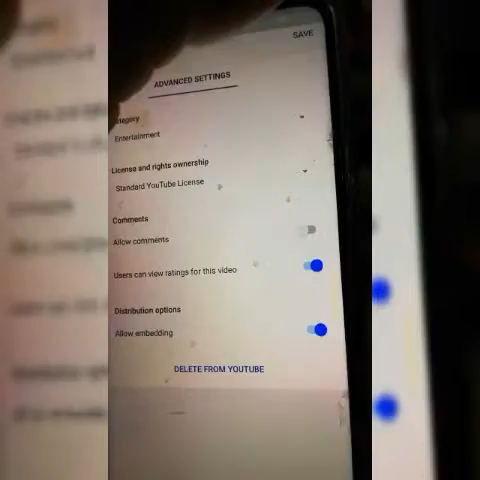 SAVE
ADVANCED SETTINGS
Entertainment
License and rights ownership
Standard YouTube License
Comments
Allow comments
Users can view ratings for this video
Distribution options
Allow embedding
DELETE FROM YOUTUBE